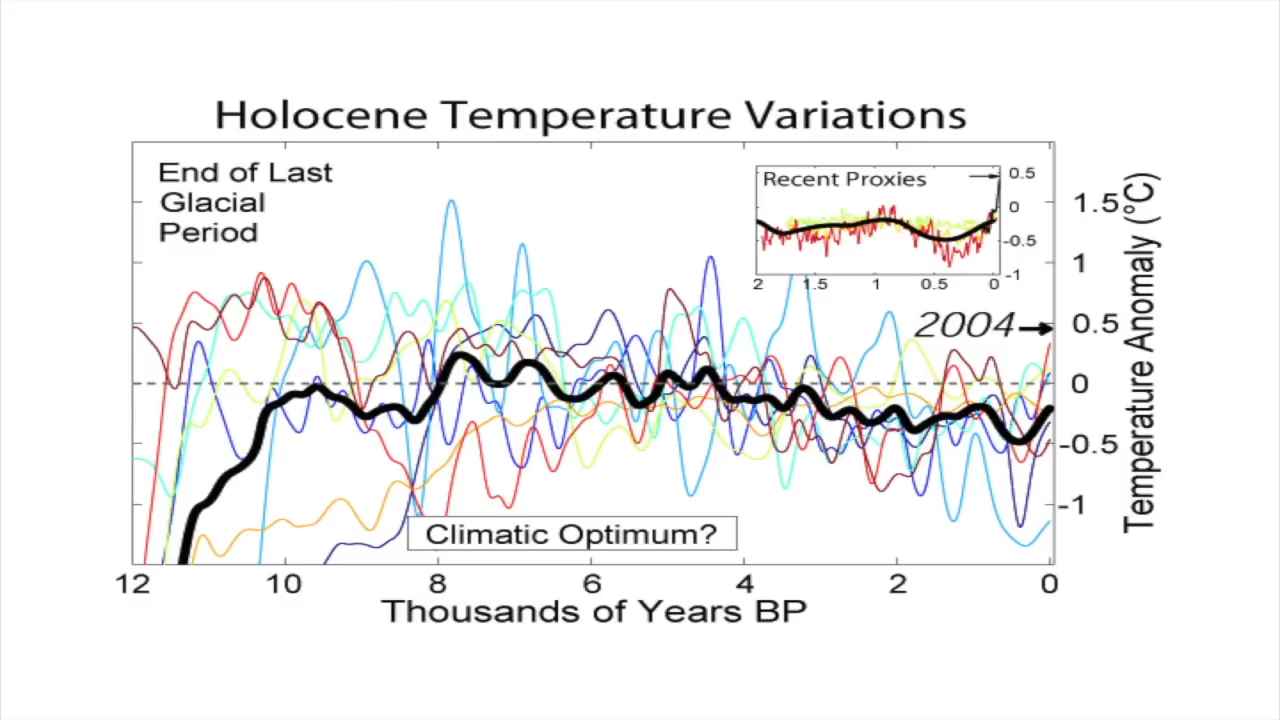 Holocene Temperature Variations
End of Last
Glacial
Period
Recent Proxies
0.5
0
-0.5
-1
2
1.5
1
0.5
0
2004
1.5
1
0.5
0
-0.5
-1
Temperature Anomaly (°C)
Climatic Optimum?
12
10
8
6
4
2
0
Thousands of Years BP